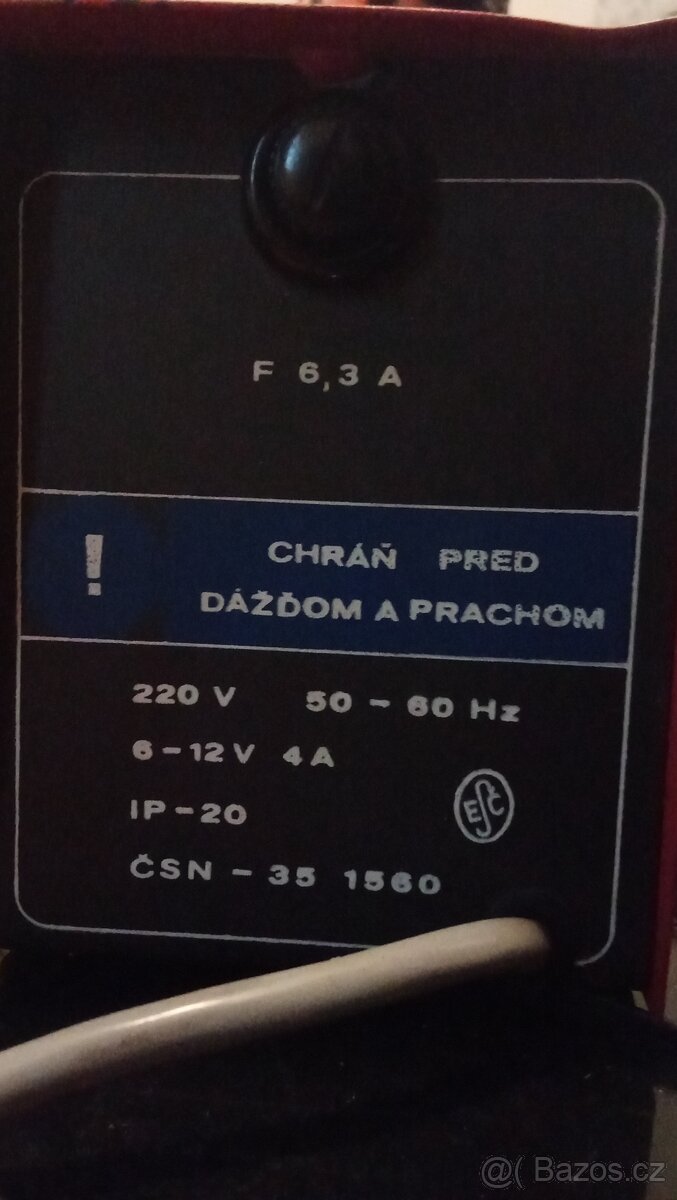 F 6,3 A
! CHRÁŇ PRED
DÁŽĎOM A PRACHOM
220 V 50 - 60 Hz
6 - 12 V 4 A
IP - 20
ESČ
ČSN - 35 1560
@( Bazos.cz